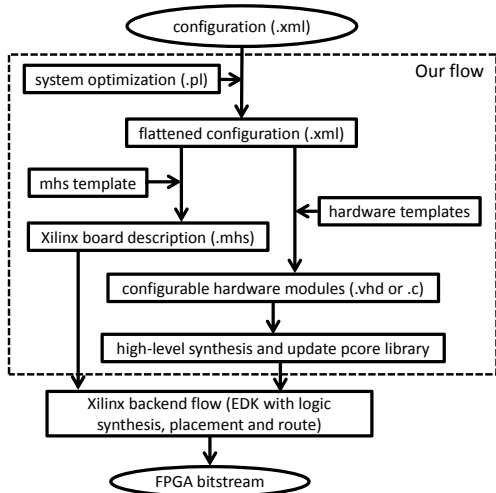 configuration (.xml)
Our flow
system optimization (.pl)
flattened configuration (.xml)
mhs template
hardware templates
Xilinx board description (.mhs)
configurable hardware modules (.vhd or .c)
high-level synthesis and update pcore library
Xilinx backend flow (EDK with logic
synthesis, placement and route)
FPGA bitstream